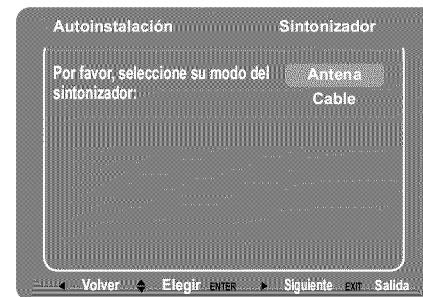 Autoinstalación Sintonizador
Por favor, seleccione su modo del Antena
sintonizador: Cable
◄ Volver ♦ Elegir ENTER ► Siguiente EXIT Salida